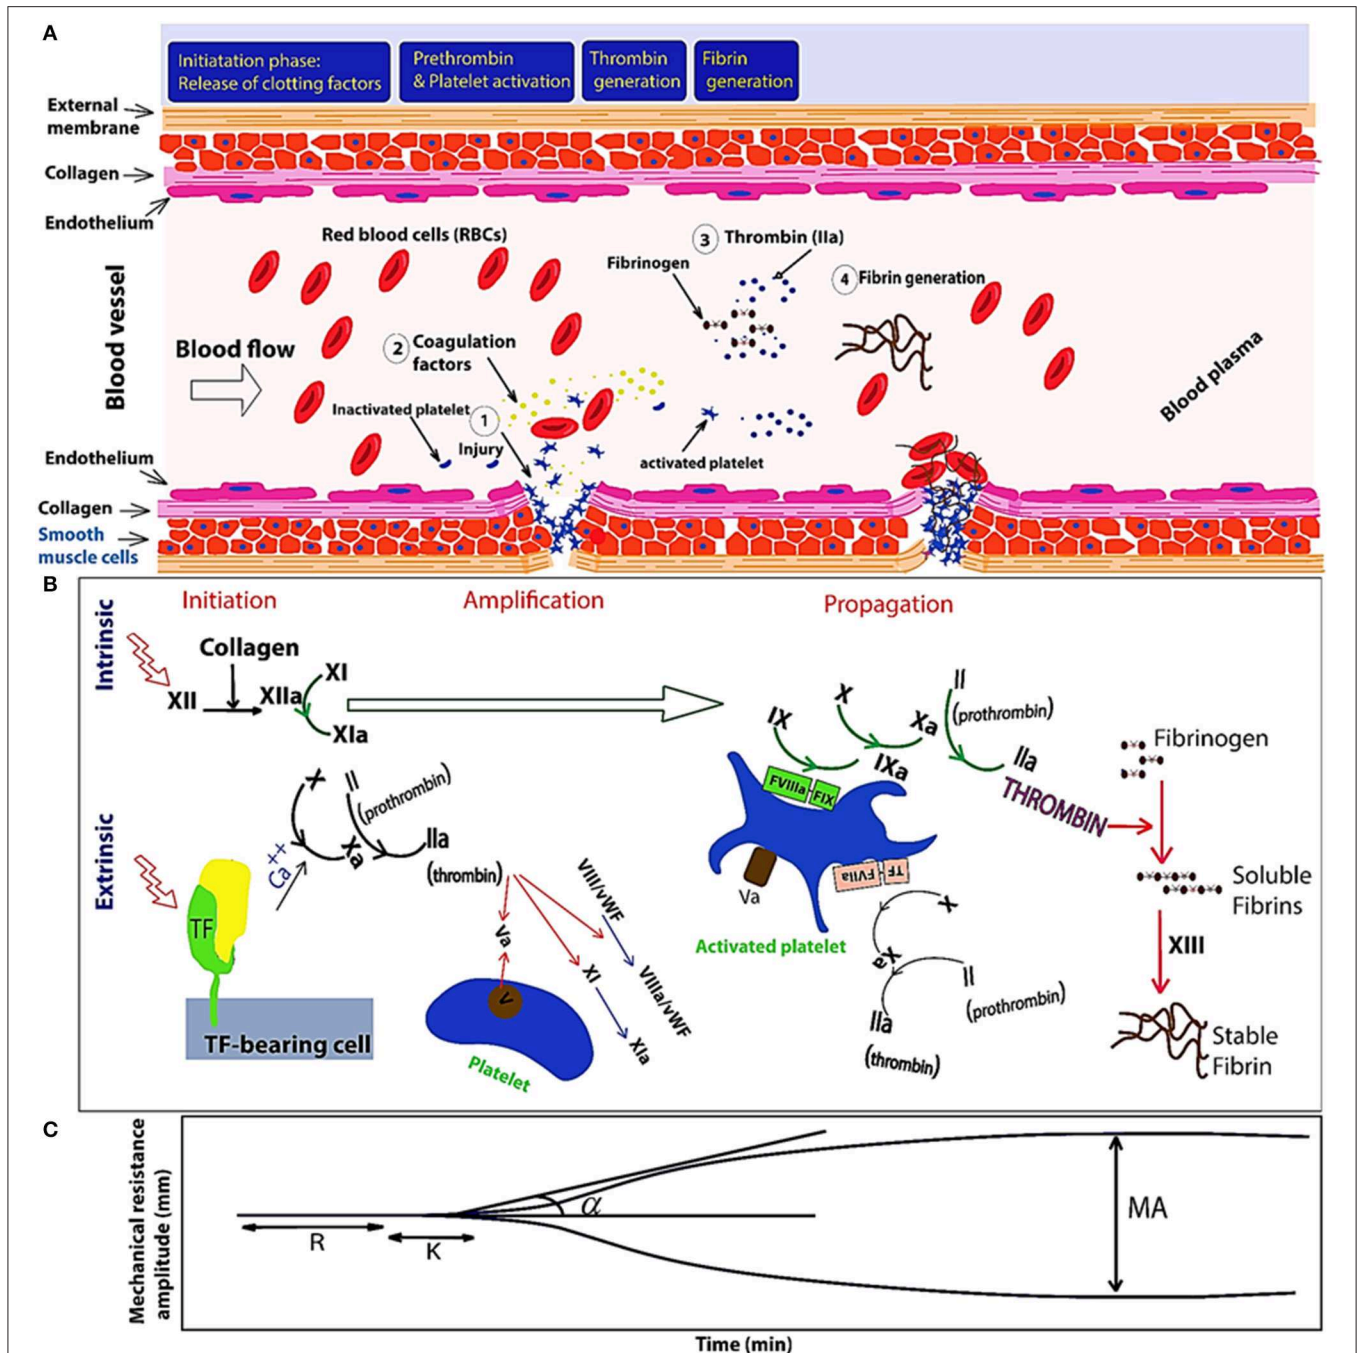 A
Initiatation phase:
Release of clotting factors
Prethrombin
& Platelet activation
Thrombin
generation
Fibrin
generation
External
membrane
Collagen
Endothelium
Red blood cells (RBCs)
3 Thrombin (IIa)
Fibrinogen
4 Fibrin generation
Blood vessel
Blood flow
2 Coagulation
factors
Inactivated platelet
1
Injury
activated platelet
Blood plasma
Endothelium
Collagen
Smooth
muscle cells
B
Intrinsic
Initiation
Amplification
Propagation
Collagen
XII
XIIa
XI
XIa
X
II
(prothrombin)
Xa
IIa
(thrombin)
Ca++
Extrinsic
TF
TF-bearing cell
Va
V
Platelet
XI
XIa
VIII/vWF
VIIIa/vWF
IX
IXa
X
Xa
II
(prothrombin)
IIa
THROMBIN
FVIIIa-FIX
Va
TF-FVIIa
Activated platelet
X
Xa
II
(prothrombin)
IIa
(thrombin)
Fibrinogen
Soluble
Fibrins
XIII
Stable
Fibrin
C
Mechanical resistance
amplitude (mm)
R
K
α
MA
Time (min)